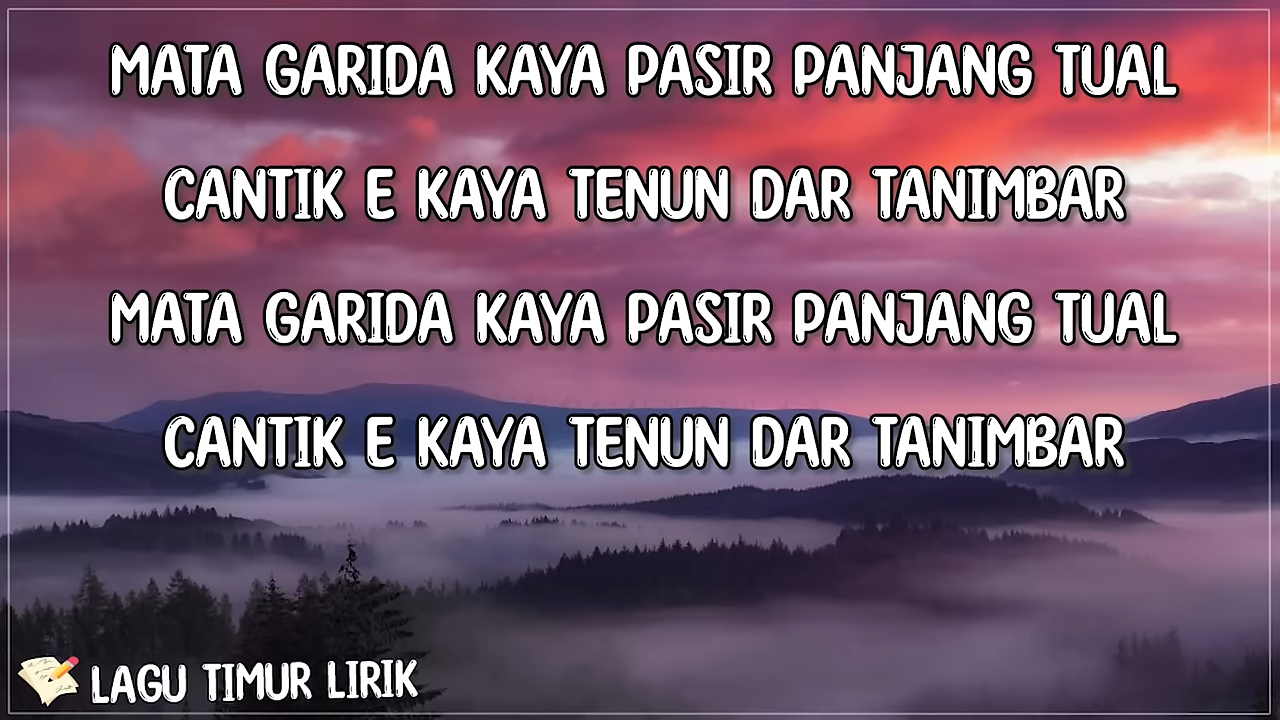 MATA GARIDA KAYA PASIR PANJANG TUAL
CANTIK E KAYA TENUN DAR TANIMBAR
MATA GARIDA KAYA PASIR PANJANG TUAL
CANTIK E KAYA TENUN DAR TANIMBAR
LAGU TIMUR LIRIK